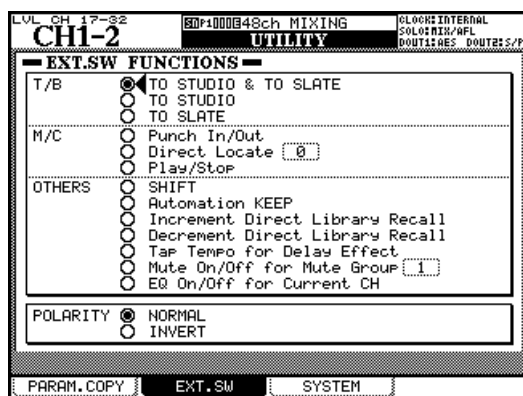 LVL CH 17-32
CH1-2
48ch MIXING
UTILITY
CLOCK:INTERNAL
SOLO:MIX/AFL
DOUT1:AES DOUT2:S/P
EXT.SW FUNCTIONS
T/B TO STUDIO & TO SLATE
TO STUDIO
TO SLATE
M/C Punch In/Out
Direct Locate 0
Play/Stop
OTHERS SHIFT
Automation KEEP
Increment Direct Library Recall
Decrement Direct Library Recall
Tap Tempo for Delay Effect
Mute On/Off for Mute Group 1
EQ On/Off for Current CH
POLARITY NORMAL
INVERT
PARAM.COPY EXT.SW SYSTEM